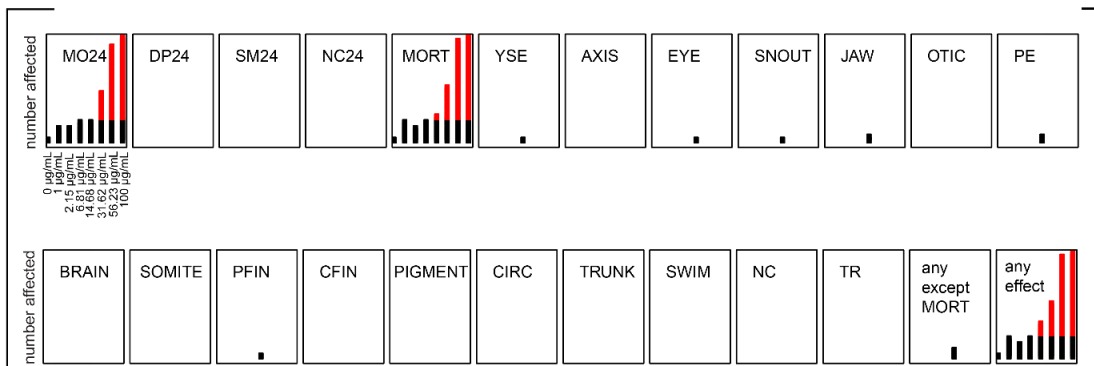 number affected
MO24
DP24
SM24
NC24
MORT
YSE
AXIS
EYE
SNOUT
JAW
OTIC
PE
0 µg/mL
1 µg/mL
2.15 µg/mL
6.81 µg/mL
14.68 µg/mL
31.62 µg/mL
56.23 µg/mL
100 µg/mL
number affected
BRAIN
SOMITE
PFIN
CFIN
PIGMENT
CIRC
TRUNK
SWIM
NC
TR
any
except
MORT
any
effect